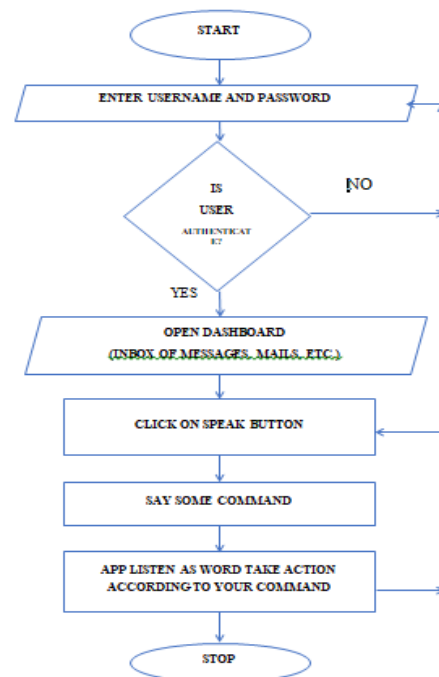 START
ENTER USERNAME AND PASSWORD
IS
NO
USER
AUTHENTICAT
E?
YES
OPEN DASHBOARD
(INBOX OF MESSAGES, MAILS, ETC.)
CLICK ON SPEAK BUTTON
SAY SOME COMMAND
APP LISTEN AS WORD TAKE ACTION
ACCORDING TO YOUR COMMAND
STOP